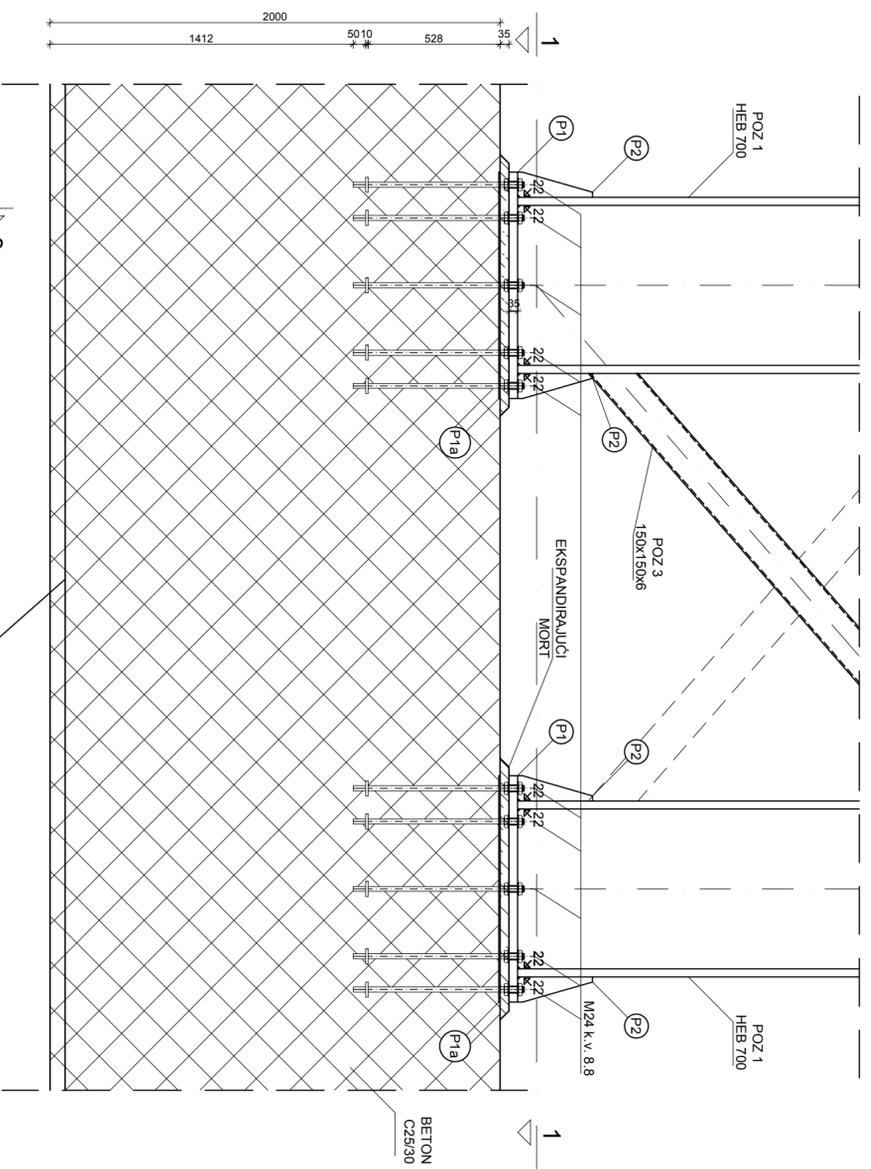 2000
1412
50
10
528
35
1
POZ 1
HEB 700
P2
P1
22
22
35
22
22
P1a
P2
POZ 3
150x150x6
EKSPANDIRAJUĆI
MORT
P1
P2
22
22
22
22
M24 k.v. 8.8
P2
POZ 1
HEB 700
P1a
BETON
C25/30
1